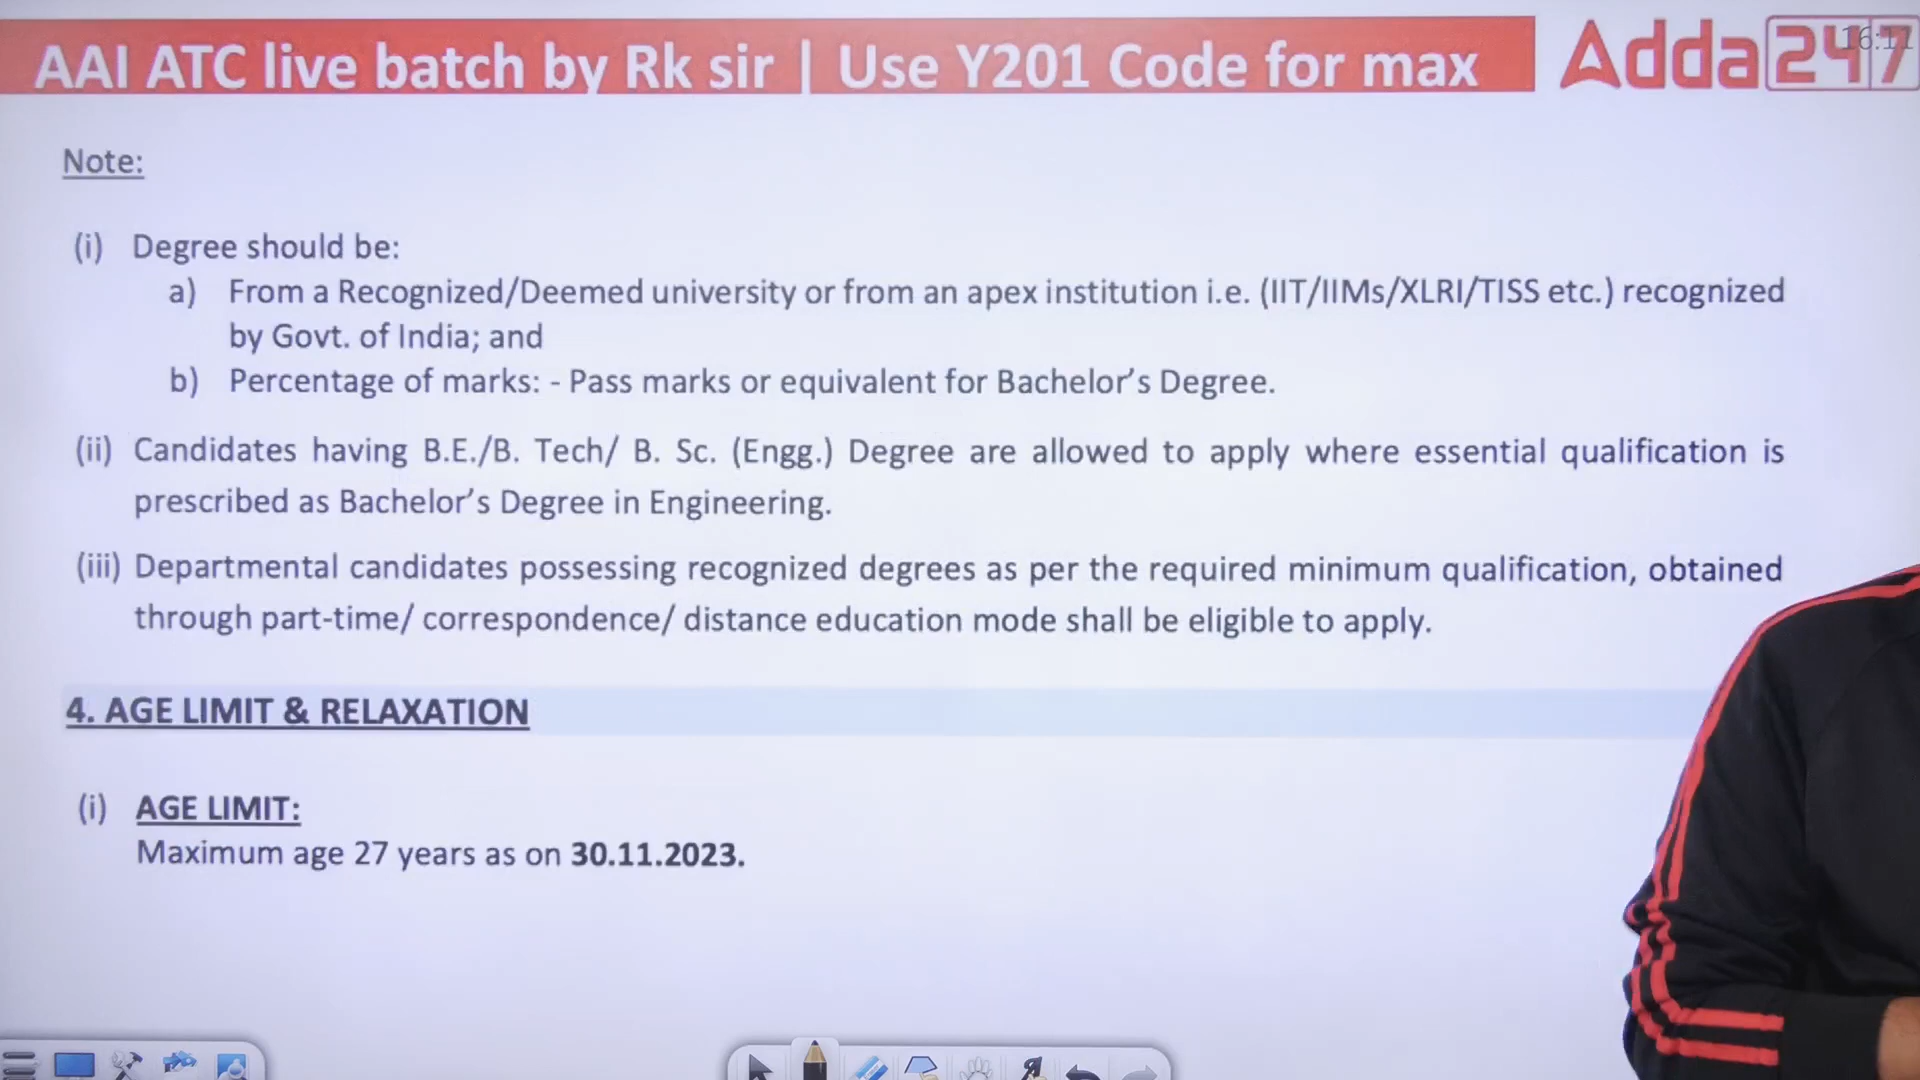 AAI ATC live batch by Rk sir | Use Y201 Code for max
Adda247
16:11
Note:
(i) Degree should be:
a) From a Recognized/Deemed university or from an apex institution i.e. (IIT/IIMs/XLRI/TISS etc.) recognized
by Govt. of India; and
b) Percentage of marks: - Pass marks or equivalent for Bachelor’s Degree.
(ii) Candidates having B.E./B. Tech/ B. Sc. (Engg.) Degree are allowed to apply where essential qualification is
prescribed as Bachelor’s Degree in Engineering.
(iii) Departmental candidates possessing recognized degrees as per the required minimum qualification, obtained
through part-time/ correspondence/ distance education mode shall be eligible to apply.
4. AGE LIMIT & RELAXATION
(i) AGE LIMIT:
Maximum age 27 years as on 30.11.2023.